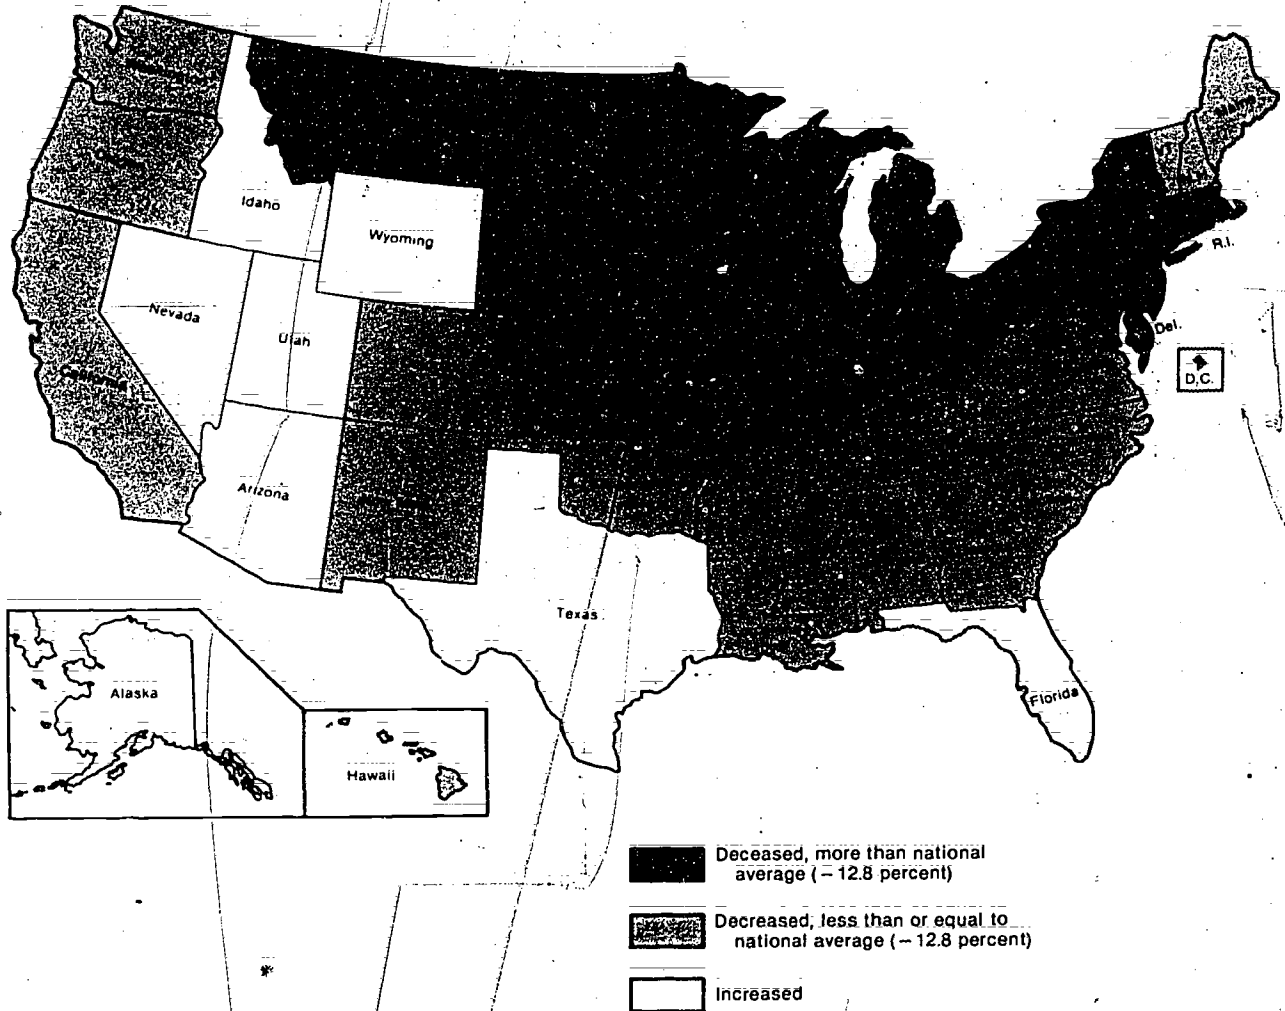 Maine
Idaho
Wyoming
R.I.
Nevada
Del.
Utah
D.C.
California
Arizona
Texas
Alaska
Florida
Hawaii
Deceased, more than national
average (– 12.8 percent)
Decreased, less than or equal to
national average (– 12.8 percent)
Increased